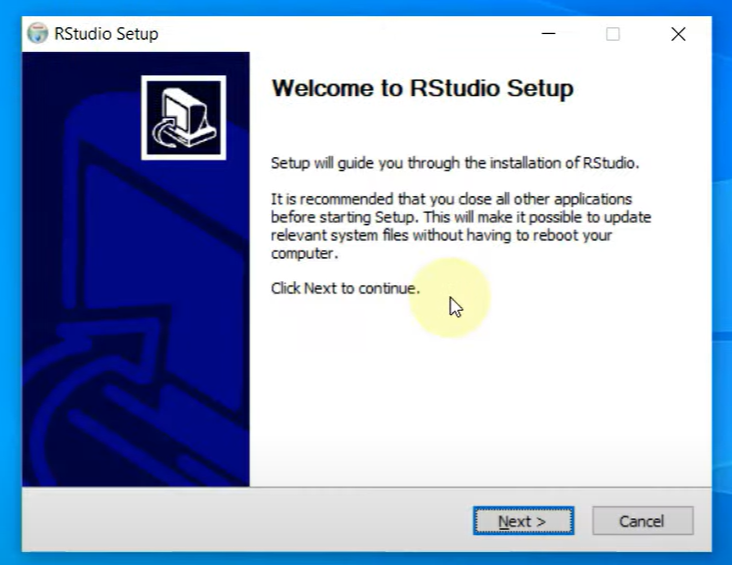 RStudio Setup
Welcome to RStudio Setup
Setup will guide you through the installation of RStudio.
It is recommended that you close all other applications
before starting Setup. This will make it possible to update
relevant system files without having to reboot your
computer.
Click Next to continue.
Next >
Cancel